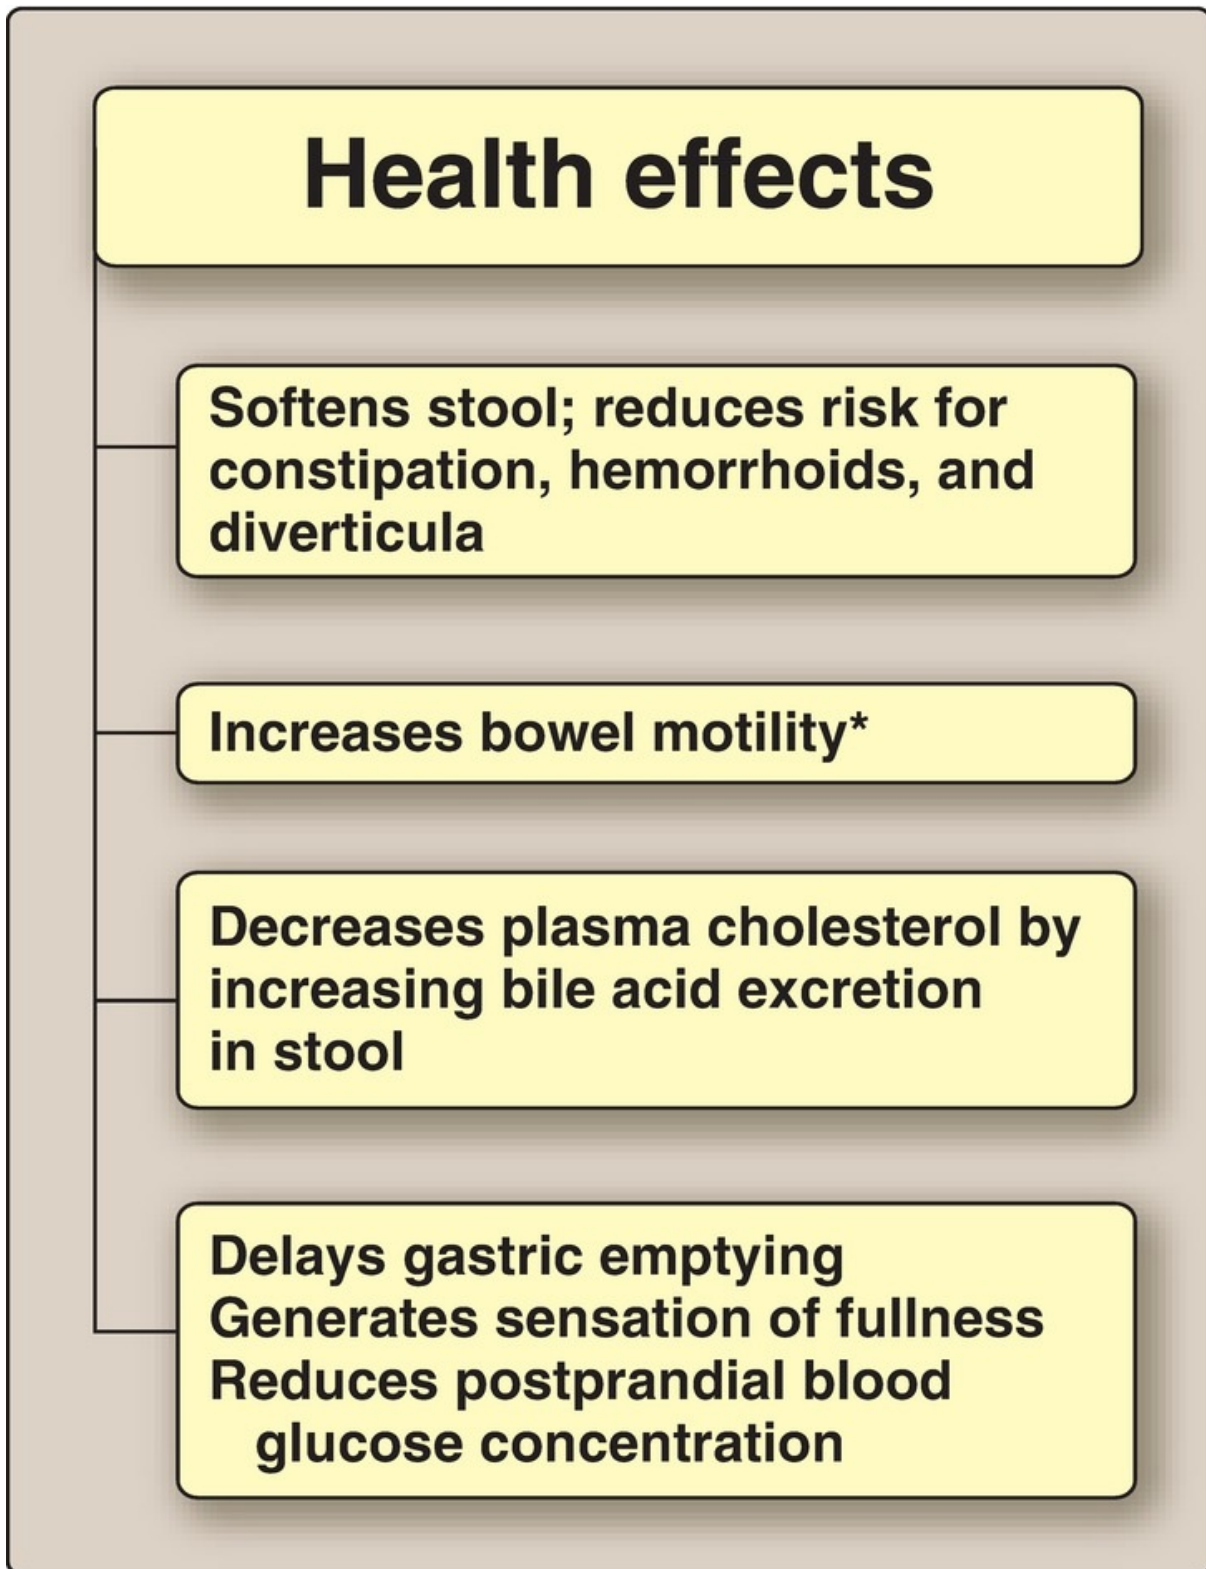 Health effects
Softens stool; reduces risk for
constipation, hemorrhoids, and
diverticula
Increases bowel motility*
Decreases plasma cholesterol by
increasing bile acid excretion
in stool
Delays gastric emptying
Generates sensation of fullness
Reduces postprandial blood
glucose concentration